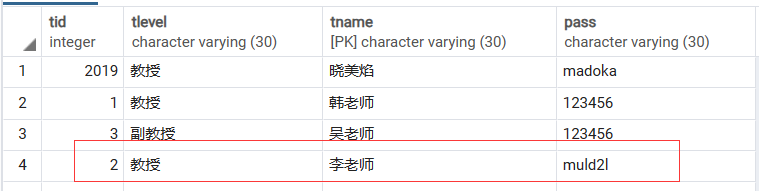 tid tlevel tname pass
integer character varying (30) [PK] character varying (30) character varying (30)
1 2019 教授 晓美焰 madoka
2 1 教授 韩老师 123456
3 3 副教授 吴老师 123456
4 2 教授 李老师 muld2l